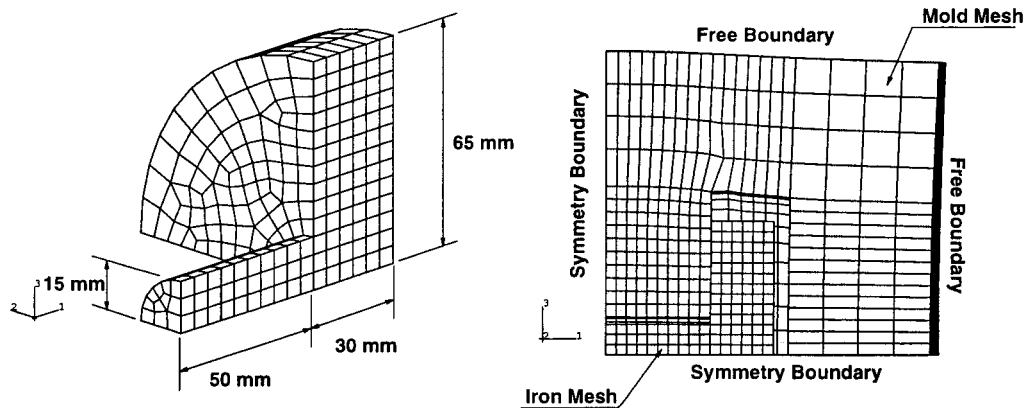 65 mm
15 mm
30 mm
50 mm
3
2
1
Mold Mesh
Free Boundary
Symmetry Boundary
Free Boundary
3
2
1
Symmetry Boundary
Iron Mesh